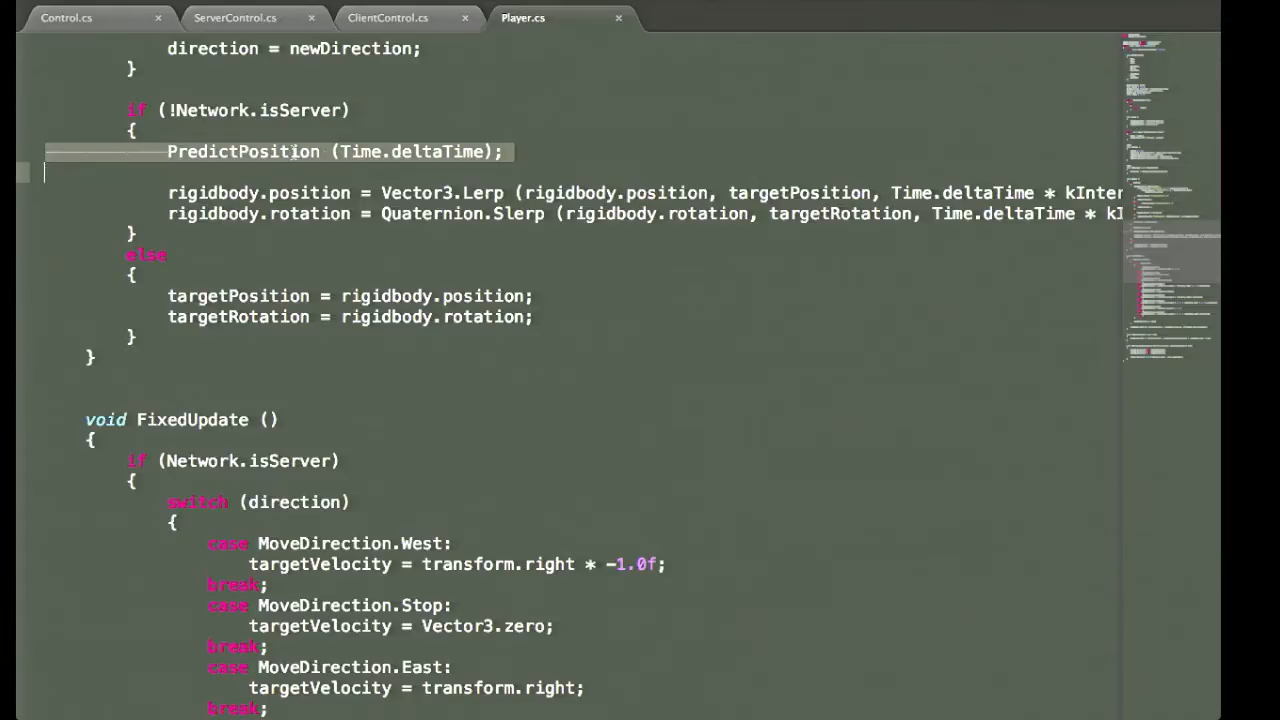 Control.cs ServerControl.cs ClientControl.cs Player.cs
direction = newDirection;
}
if (!Network.isServer)
{
PredictPosition (Time.deltaTime);
rigidbody.position = Vector3.Lerp (rigidbody.position, targetPosition, Time.deltaTime * kInter
rigidbody.rotation = Quaternion.Slerp (rigidbody.rotation, targetRotation, Time.deltaTime * kI
}
else
{
targetPosition = rigidbody.position;
targetRotation = rigidbody.rotation;
}
}
void FixedUpdate ()
{
if (Network.isServer)
{
switch (direction)
{
case MoveDirection.West:
targetVelocity = transform.right * -1.0f;
break;
case MoveDirection.Stop:
targetVelocity = Vector3.zero;
break;
case MoveDirection.East:
targetVelocity = transform.right;
break;